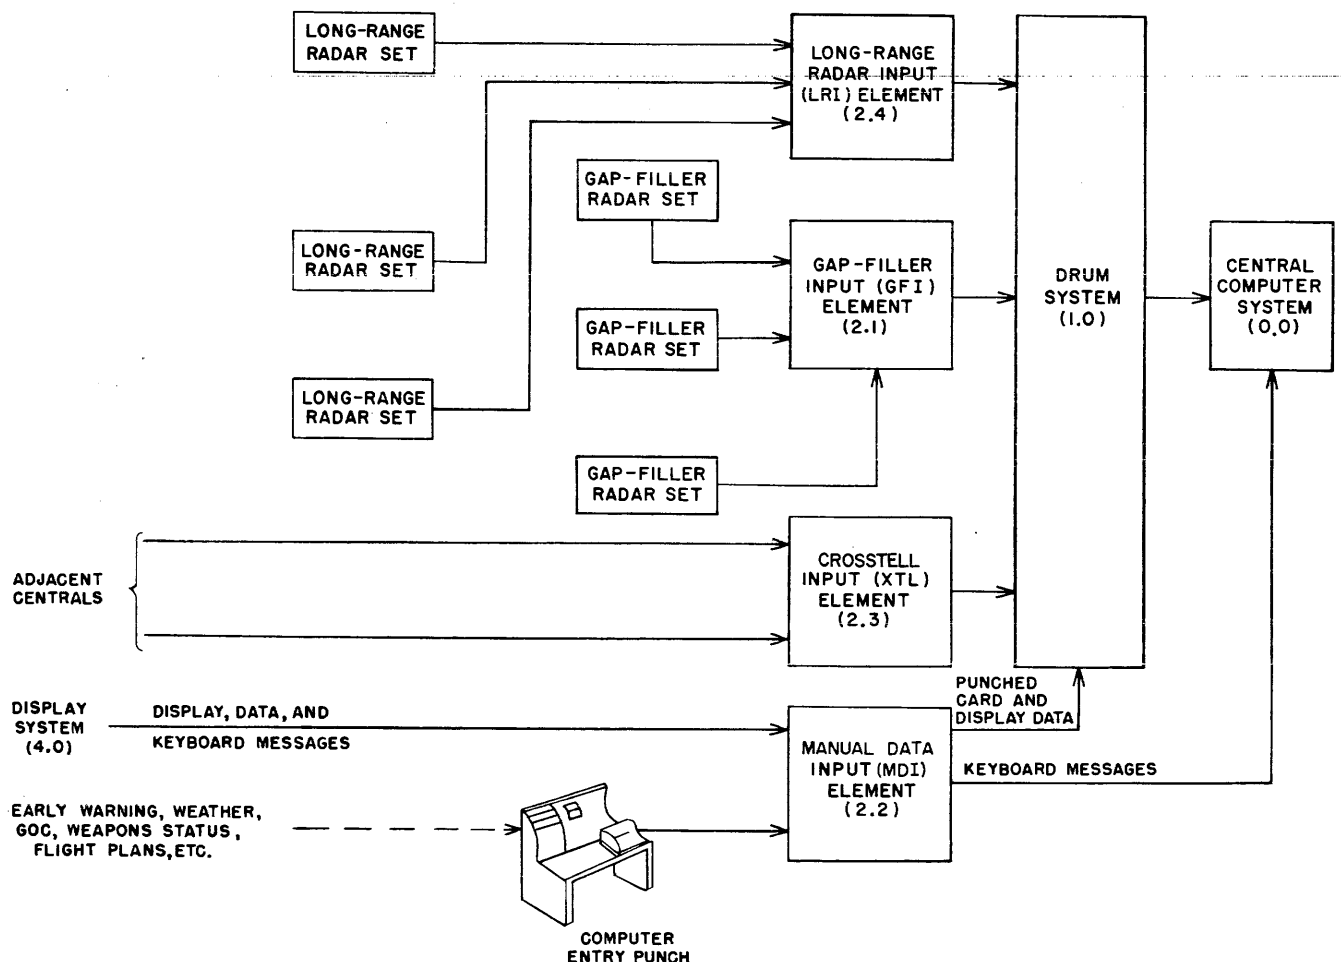 LONG-RANGE
RADAR SET
LONG-RANGE
RADAR INPUT
(LRI) ELEMENT
(2.4)
GAP-FILLER
RADAR SET
LONG-RANGE
RADAR SET
GAP-FILLER
INPUT (GFI)
ELEMENT
(2.1)
DRUM
SYSTEM
(1.0)
CENTRAL
COMPUTER
SYSTEM
(0.0)
GAP-FILLER
RADAR SET
LONG-RANGE
RADAR SET
GAP-FILLER
RADAR SET
ADJACENT
CENTRALS
CROSSTELL
INPUT (XTL)
ELEMENT
(2.3)
DISPLAY
SYSTEM
(4.0)
DISPLAY, DATA, AND
KEYBOARD MESSAGES
PUNCHED
CARD AND
DISPLAY DATA
MANUAL DATA
INPUT (MDI)
ELEMENT
(2.2)
KEYBOARD MESSAGES
EARLY WARNING, WEATHER,
GOC, WEAPONS STATUS,
FLIGHT PLANS, ETC.
COMPUTER
ENTRY PUNCH